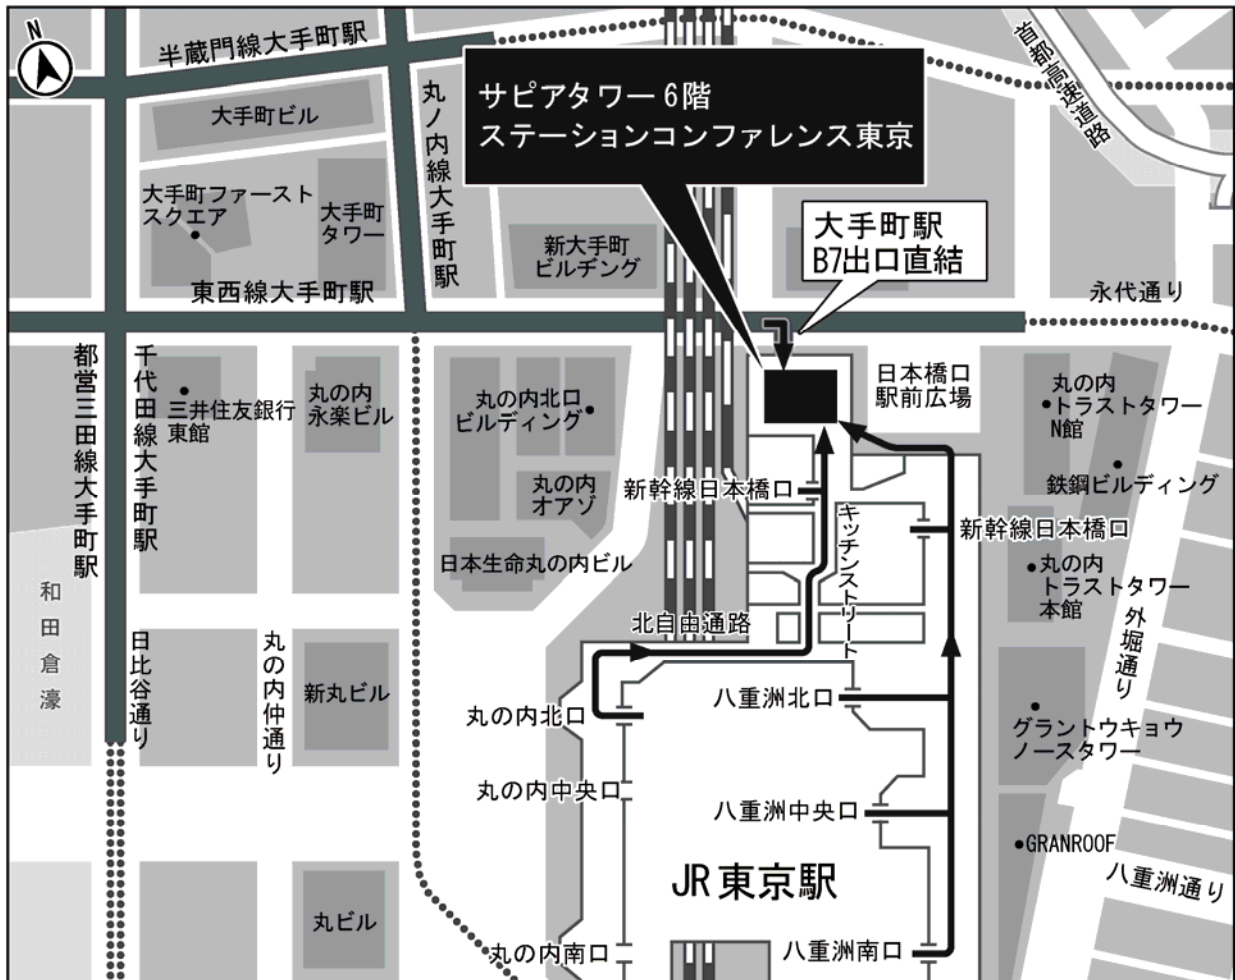 N
半蔵門線大手町駅
首都高速道路
サピアタワー 6階
ステーションコンファレンス東京
丸ノ内線大手町駅
大手町ビル
大手町ファースト
スクエア
大手町
タワー
新大手町
ビルヂング
大手町駅
B7出口直結
東西線大手町駅
永代通り
都営三田線大手町駅
千代田線大手町駅
三井住友銀行
東館
丸の内
永楽ビル
丸の内北口
ビルディング
日本橋口
駅前広場
丸の内
トラストタワー
N館
鉄鋼ビルディング
丸の内
オアゾ
新幹線日本橋口
キッチンストリート
新幹線日本橋口
日本生命丸の内ビル
丸の内
トラストタワー
本館
和田倉濠
北自由通路
外堀通り
日比谷通り
丸の内仲通り
新丸ビル
丸の内北口
八重洲北口
グラントウキョウ
ノースタワー
丸の内中央口
八重洲中央口
GRANROOF
JR東京駅
八重洲通り
丸ビル
丸の内南口
八重洲南口